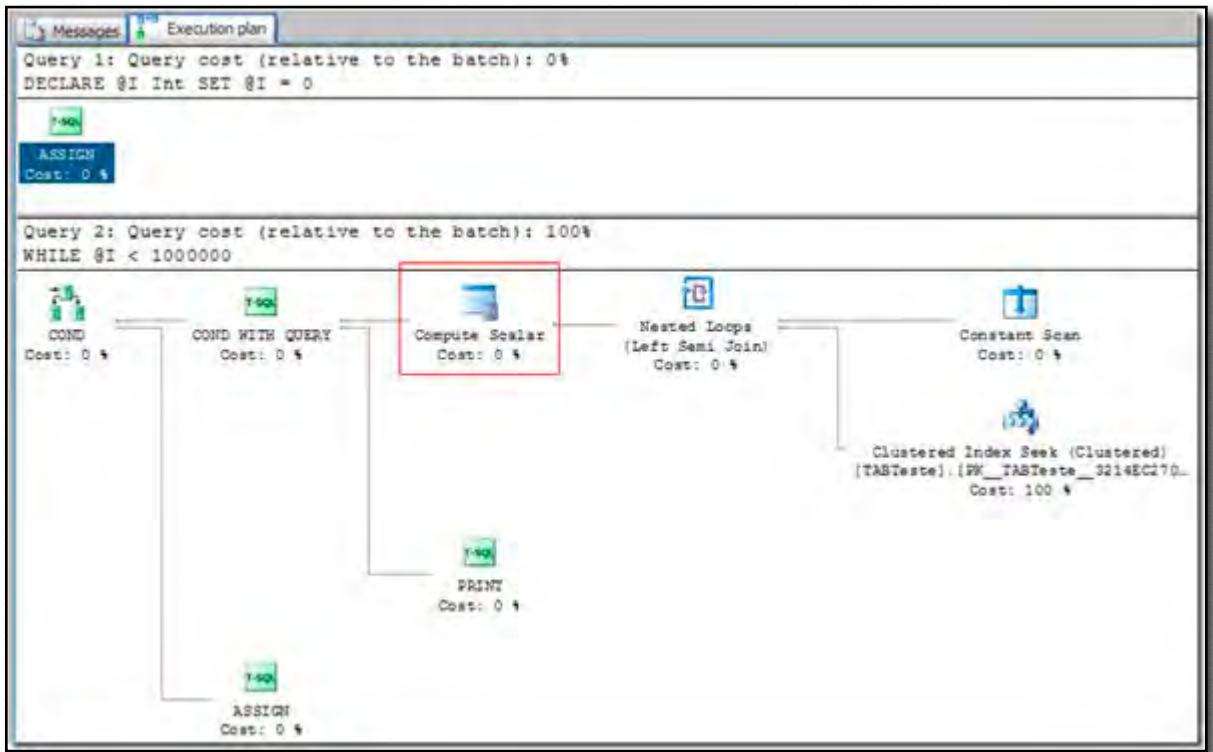 Messages
Execution plan
Query 1: Query cost (relative to the batch): 0%
DECLARE @I Int SET @I = 0
T-SQL
ASSIGN
Cost: 0 %
Query 2: Query cost (relative to the batch): 100%
WHILE @I < 1000000
COND
Cost: 0 %
T-SQL
COND WITH QUERY
Cost: 0 %
Compute Scalar
Cost: 0 %
Nested Loops
(Left Semi Join)
Cost: 0 %
Constant Scan
Cost: 0 %
Clustered Index Seek (Clustered)
[TABTeste].[PK__TABTeste__3214EC270…
Cost: 100 %
T-SQL
PRINT
Cost: 0 %
T-SQL
ASSIGN
Cost: 0 %